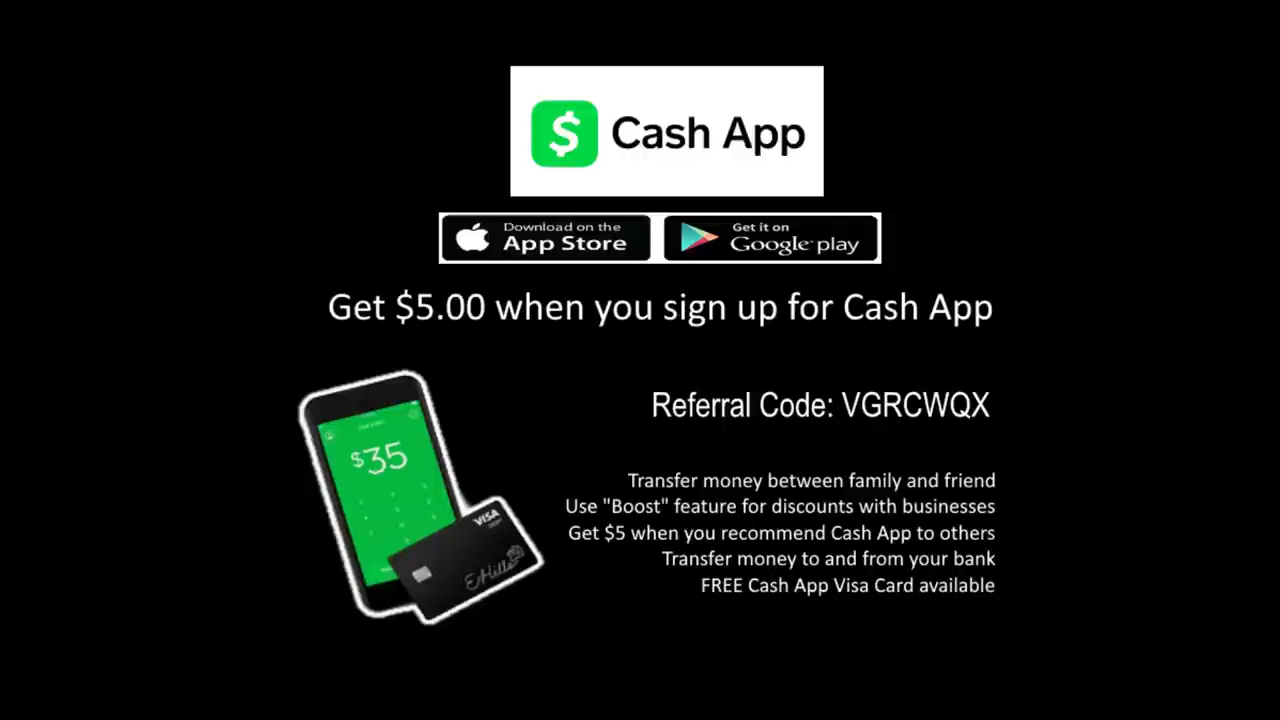 $ Cash App
Download on the
App Store
Get it on
Google play
Get $5.00 when you sign up for Cash App
Referral Code: VGRCWQX
$35
VISA
Transfer money between family and friend
Use "Boost" feature for discounts with businesses
Get $5 when you recommend Cash App to others
Transfer money to and from your bank
FREE Cash App Visa Card available